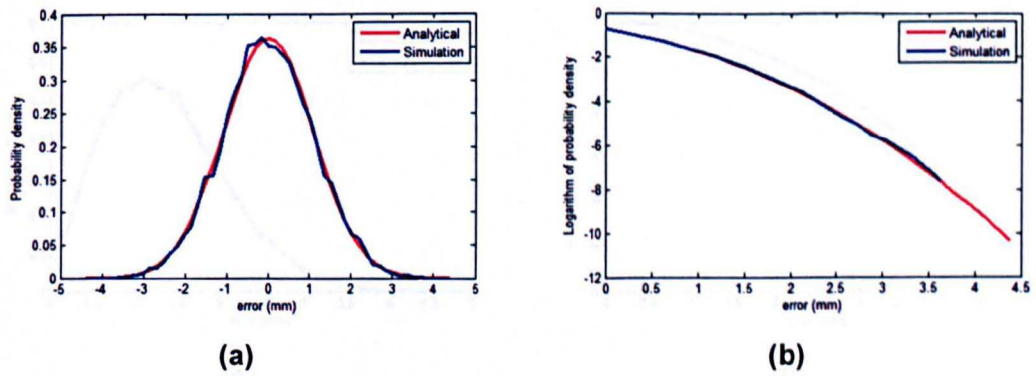 0.4
0.35
0.3
0.25
0.2
0.15
0.1
0.05
0
Probability density
-5 -4 -3 -2 -1 0 1 2 3 4 5
error (mm)
Analytical
Simulation
(a)
0
-2
-4
-6
-8
-10
-12
Logarithm of probability density
0 0.5 1 1.5 2 2.5 3 3.5 4 4.5
error (mm)
Analytical
Simulation
(b)